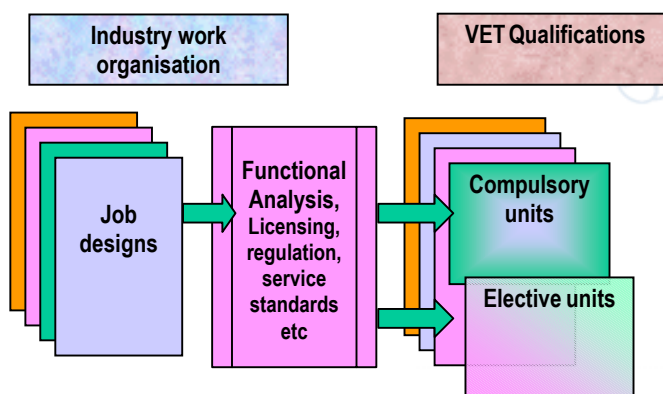 Industry work
organisation
VET Qualifications
Job
designs
Functional
Analysis,
Licensing,
regulation,
service
standards
etc
Compulsory
units
Elective units